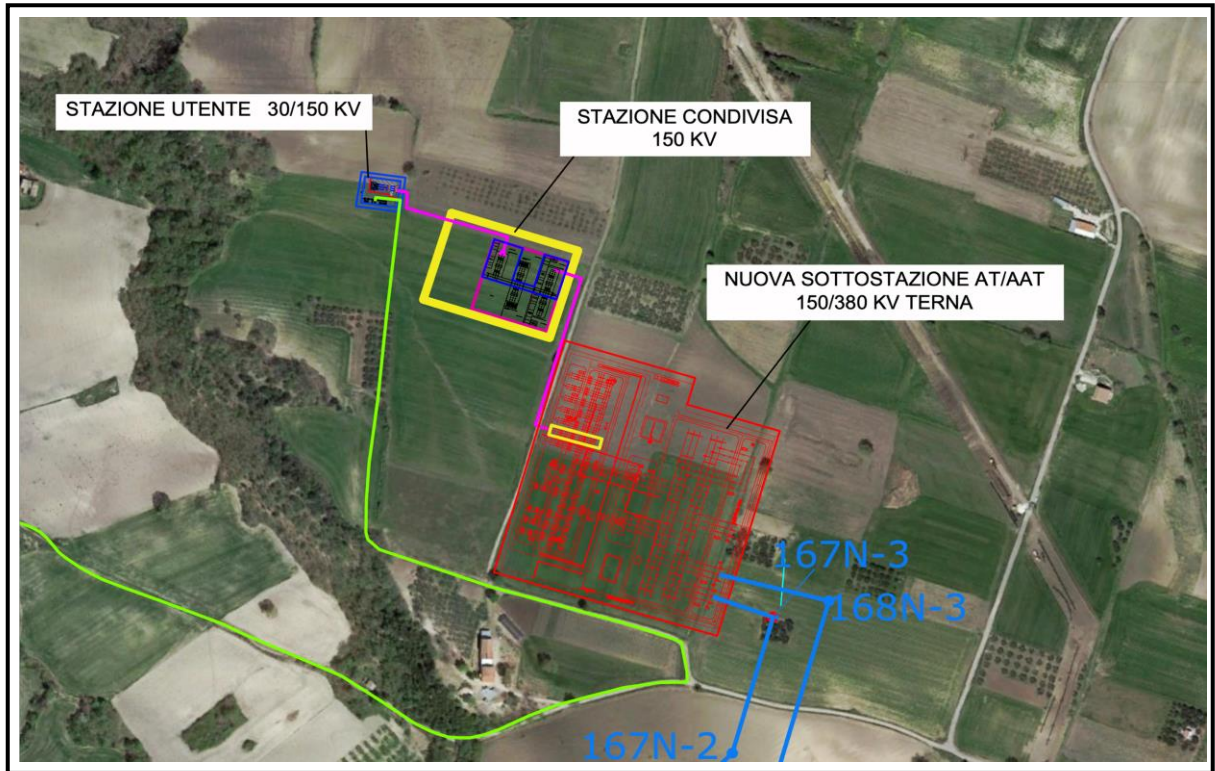 STAZIONE UTENTE 30/150 KV
STAZIONE CONDIVISA
150 KV
NUOVA SOTTOSTAZIONE AT/AAT
150/380 KV TERNA
167N-3
168N-3
167N-2